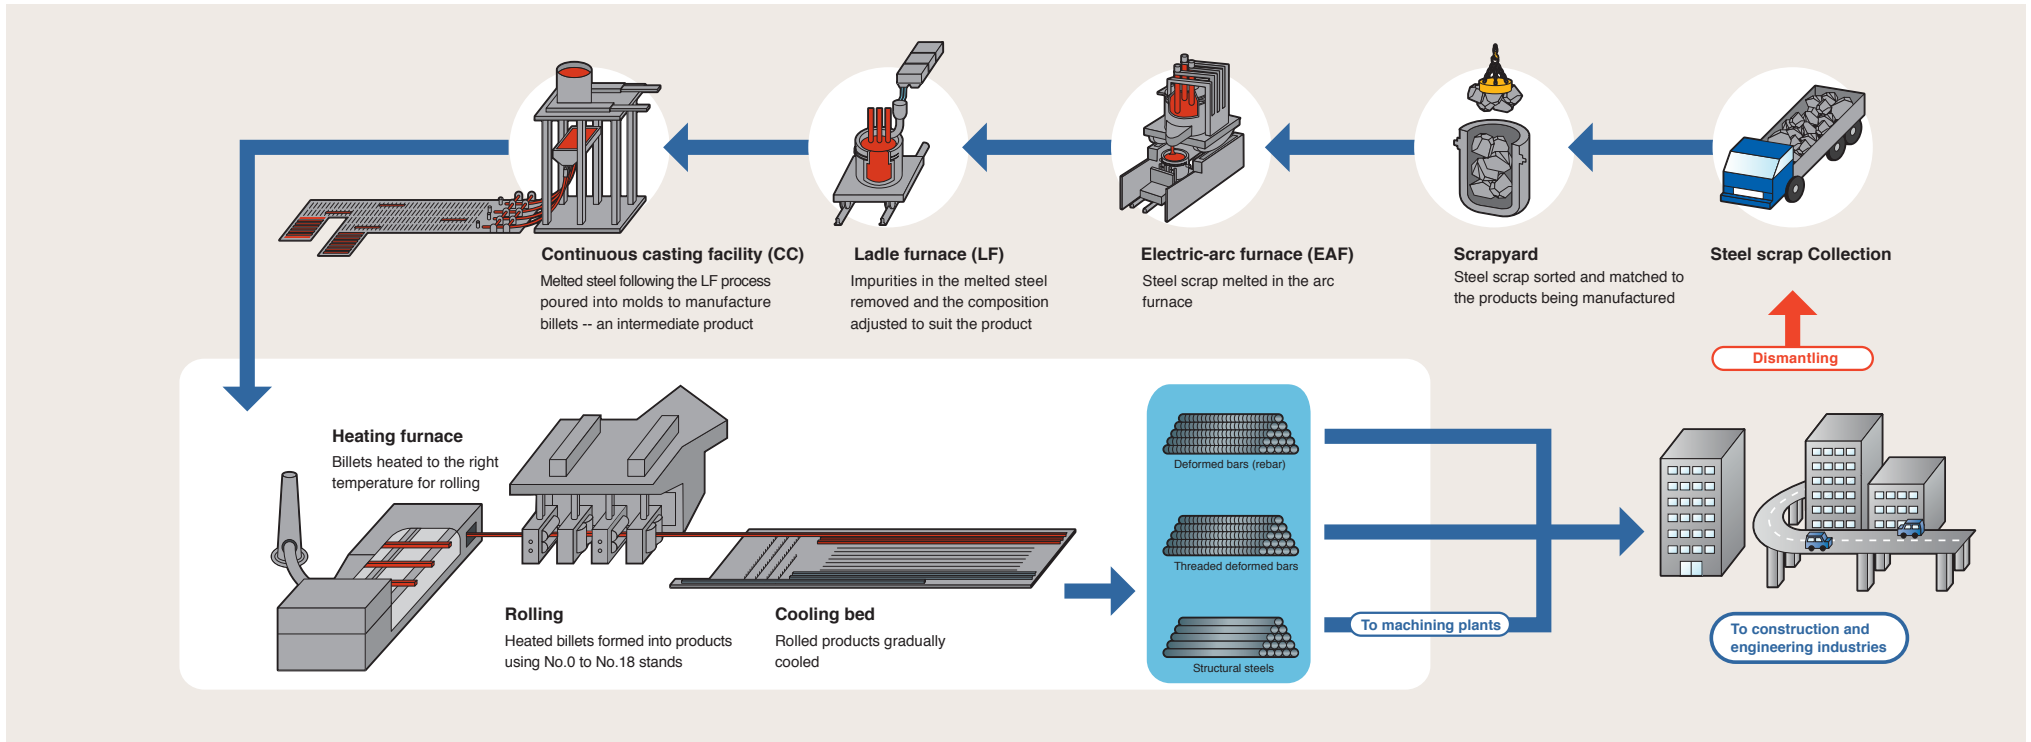 Continuous casting facility (CC)
Melted steel following the LF process
poured into molds to manufacture
billets -- an intermediate product
Ladle furnace (LF)
Impurities in the melted steel
removed and the composition
adjusted to suit the product
Electric-arc furnace (EAF)
Steel scrap melted in the arc
furnace
Scrapyard
Steel scrap sorted and matched to
the products being manufactured
Steel scrap Collection
Dismantling
Heating furnace
Billets heated to the right
temperature for rolling
Rolling
Heated billets formed into products
using No.0 to No.18 stands
Cooling bed
Rolled products gradually
cooled
Deformed bars (rebar)
Threaded deformed bars
Structural steels
To machining plants
To construction and
engineering industries